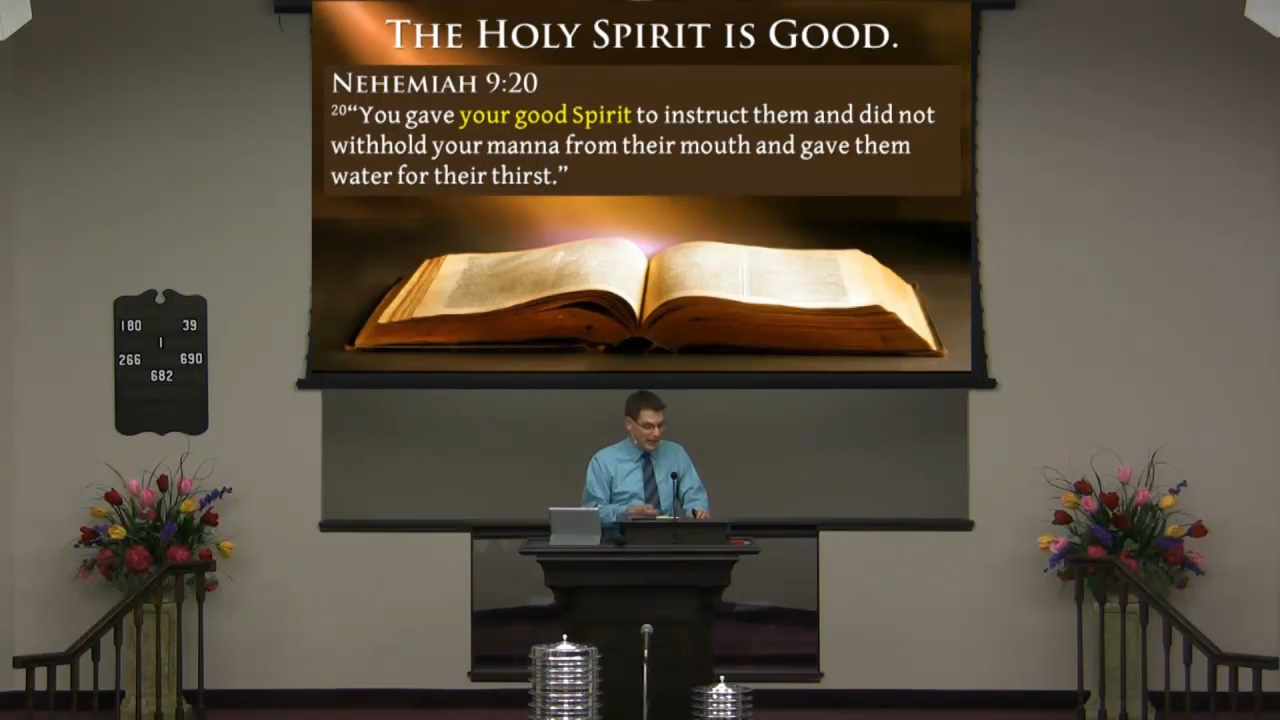 THE HOLY SPIRIT IS GOOD.
NEHEMIAH 9:20
20“You gave your good Spirit to instruct them and did not
withhold your manna from their mouth and gave them
water for their thirst.”
180 39
1
266 690
682